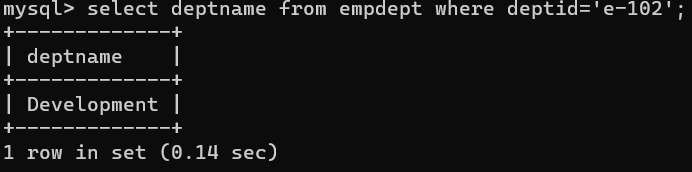 mysql> select deptname from empdept where deptid='e-102';
+-------------+
| deptname    |
+-------------+
| Development |
+-------------+
1 row in set (0.14 sec)